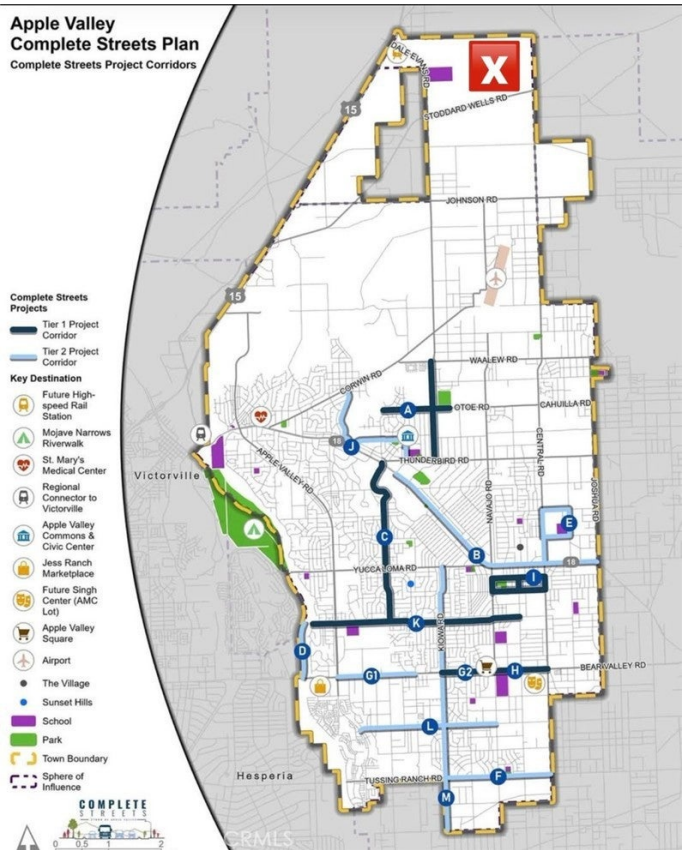 Apple Valley
Complete Streets Plan
Complete Streets Project Corridors
DALE EVANS RD
X
STODDARD WELLS RD
15
JOHNSON RD
15
Complete Streets
Projects
Tier 1 Project
Corridor
Tier 2 Project
Corridor
Key Destination
Future High-
speed Rail
Station
Mojave Narrows
Riverwalk
St. Mary's
Medical Center
Regional
Connector to
Victorville
Apple Valley
Commons &
Civic Center
Jess Ranch
Marketplace
Future Singh
Center (AMC
Lot)
Apple Valley
Square
Airport
The Village
Sunset Hills
School
Park
Town Boundary
Sphere of
Influence
WAALEW RD
CORWIN RD
A
OTOE RD
CAHUILLA RD
18
J
THUNDERBIRD RD
CENTRAL RD
APPLE VALLEY RD
Victorville
NAVAJO RD
JOSHUA RD
E
C
B
18
YUCCA LOMA RD
I
KIOWA RD
K
D
BEAR VALLEY RD
G1
G2
H
L
Hesperia
TUSSING RANCH RD
F
M
COMPLETE
STREETS
0 0.5 1 2
CRMLS